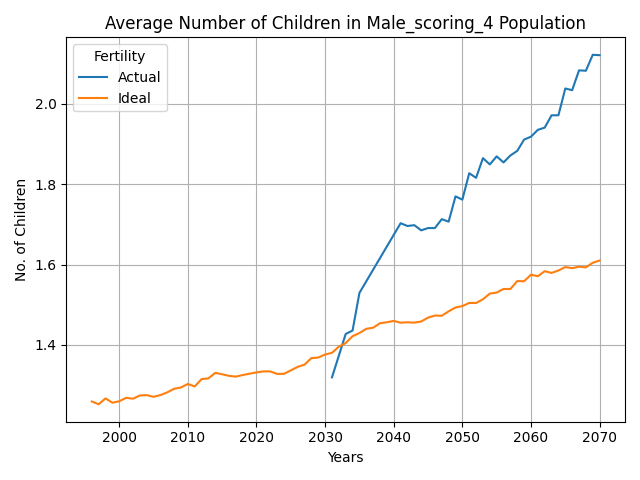 Average Number of Children in Male_scoring_4 Population
Fertility
Actual
Ideal
No. of Children
2.0
1.8
1.6
1.4
2000 2010 2020 2030 2040 2050 2060 2070
Years